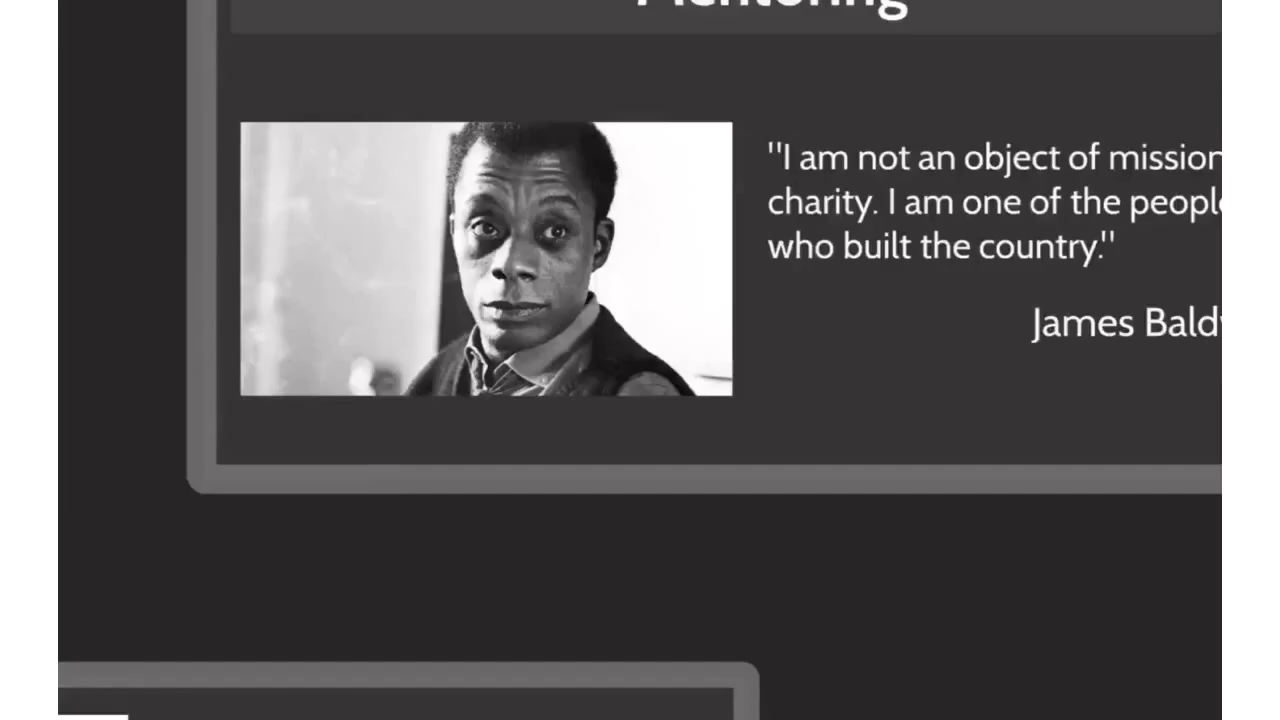 Mentoring
"I am not an object of mission
charity. I am one of the people
who built the country."
James Bald